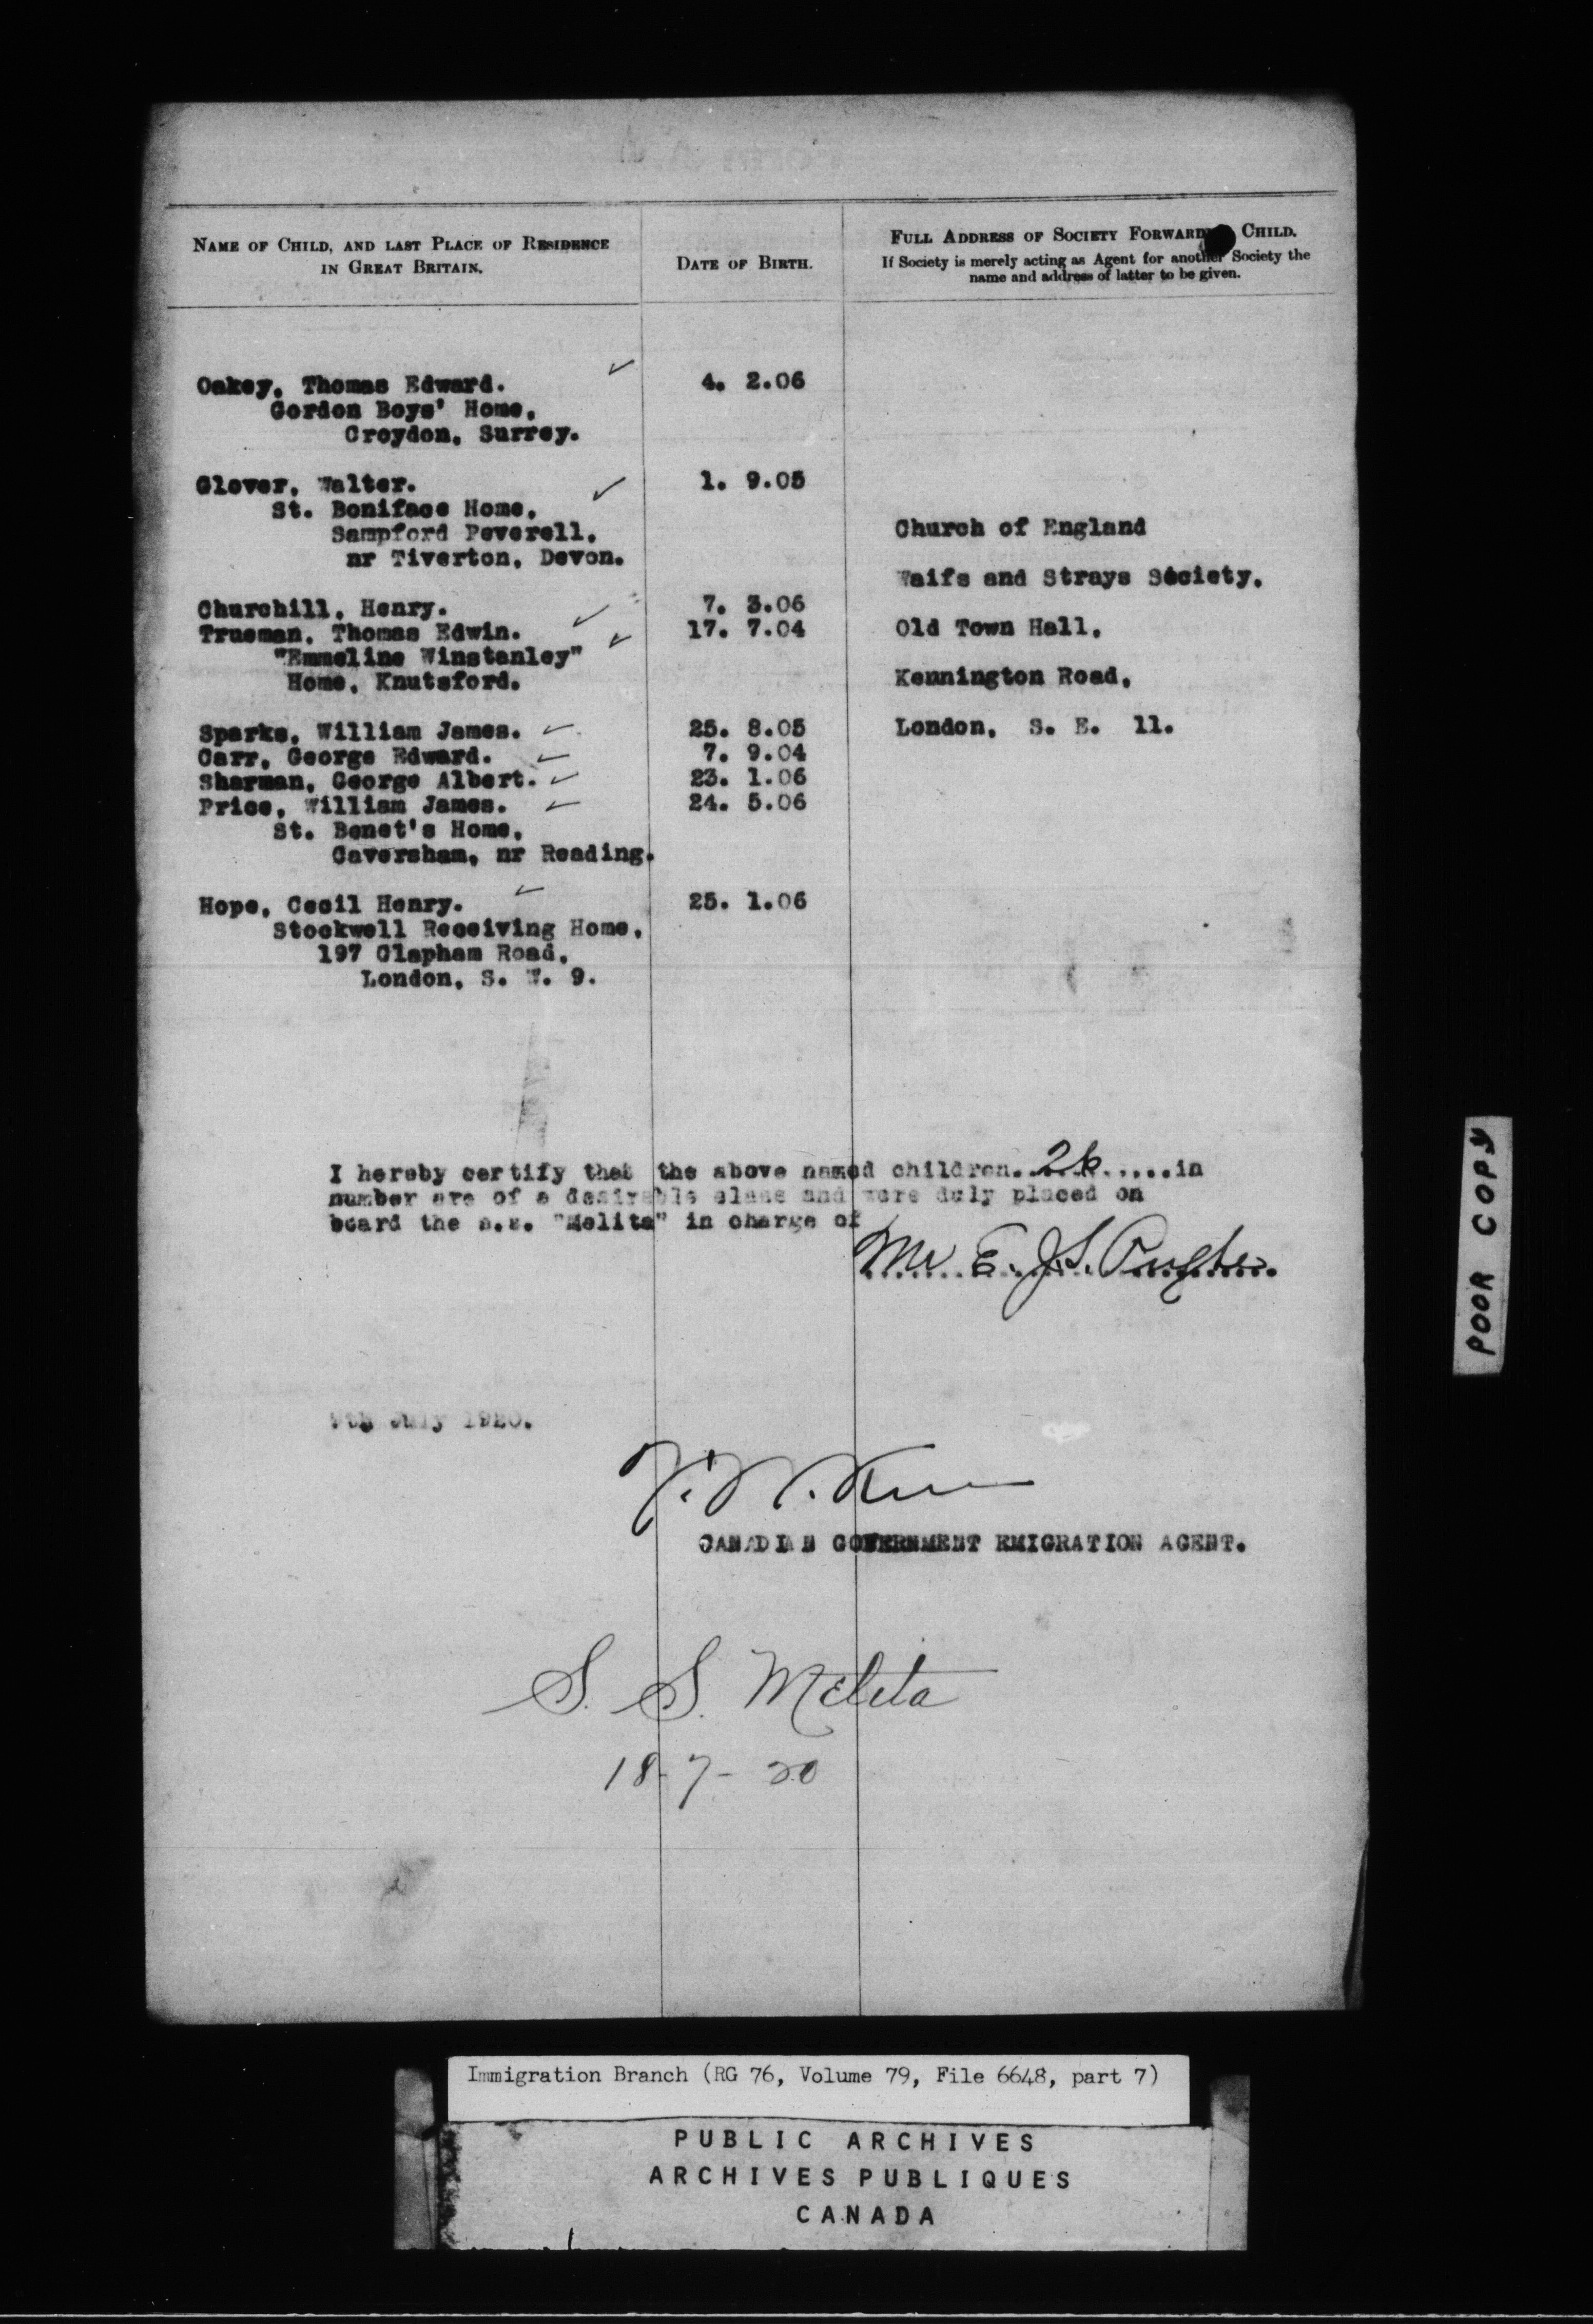 NAME OF CHILD, AND LAST PLACE OF RESIDENCE
IN GREAT BRITAIN.
DATE OF BIRTH.
FULL ADDRESS OF SOCIETY FORWARD CHILD.
If Society is merely acting as Agent for another Society the
name and address of latter to be given.
Oakey, Thomas Edward. ✓ 4. 2.06
Gordon Boys' Home,
Croydon, Surrey.
Glover, Walter. ✓ 1. 9.05
St. Boniface Home,
Sampford Peverell,
nr Tiverton, Devon.
Churchill, Henry. ✓ 7. 3.06
Trueman, Thomas Edwin. ✓ 17. 7.04
"Emmeline Winstanley"
Home, Knutsford.
Sparks, William James. ✓ 25. 8.05
Carr, George Edward. ✓ 7. 9.04
Sharman, George Albert. ✓ 23. 1.06
Price, William James. ✓ 24. 5.06
St. Benet's Home,
Caversham, nr Reading.
Hope, Cecil Henry. ✓ 25. 1.06
Stockwell Receiving Home,
197 Clapham Road,
London, S. W. 9.
Church of England
Waifs and Strays Society,
Old Town Hall,
Kennington Road,
London, S. E. 11.
I hereby certify that the above named children..26......in
number are of a desirable class and were duly placed on
board the s.s. "Melita" in charge of
Mr E. J. S.
July 1920.
CANADIAN GOVERNMENT EMIGRATION AGENT.
S. S. Melita
18-7-20
POOR COPY
Immigration Branch (RG 76, Volume 79, File 6648, part 7)
PUBLIC ARCHIVES
ARCHIVES PUBLIQUES
CANADA